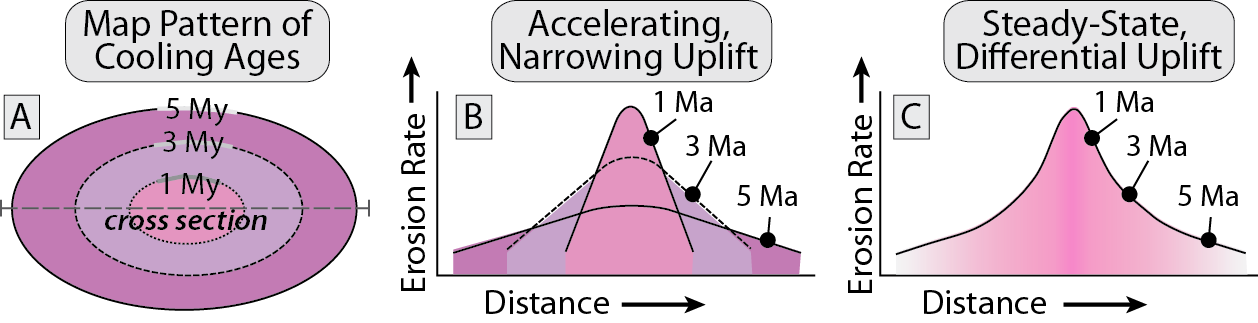 Map Pattern of
Cooling Ages
A
5 My
3 My
1 My
cross section
Accelerating,
Narrowing Uplift
B
Erosion Rate
1 Ma
3 Ma
5 Ma
Distance
Steady-State,
Differential Uplift
C
Erosion Rate
1 Ma
3 Ma
5 Ma
Distance